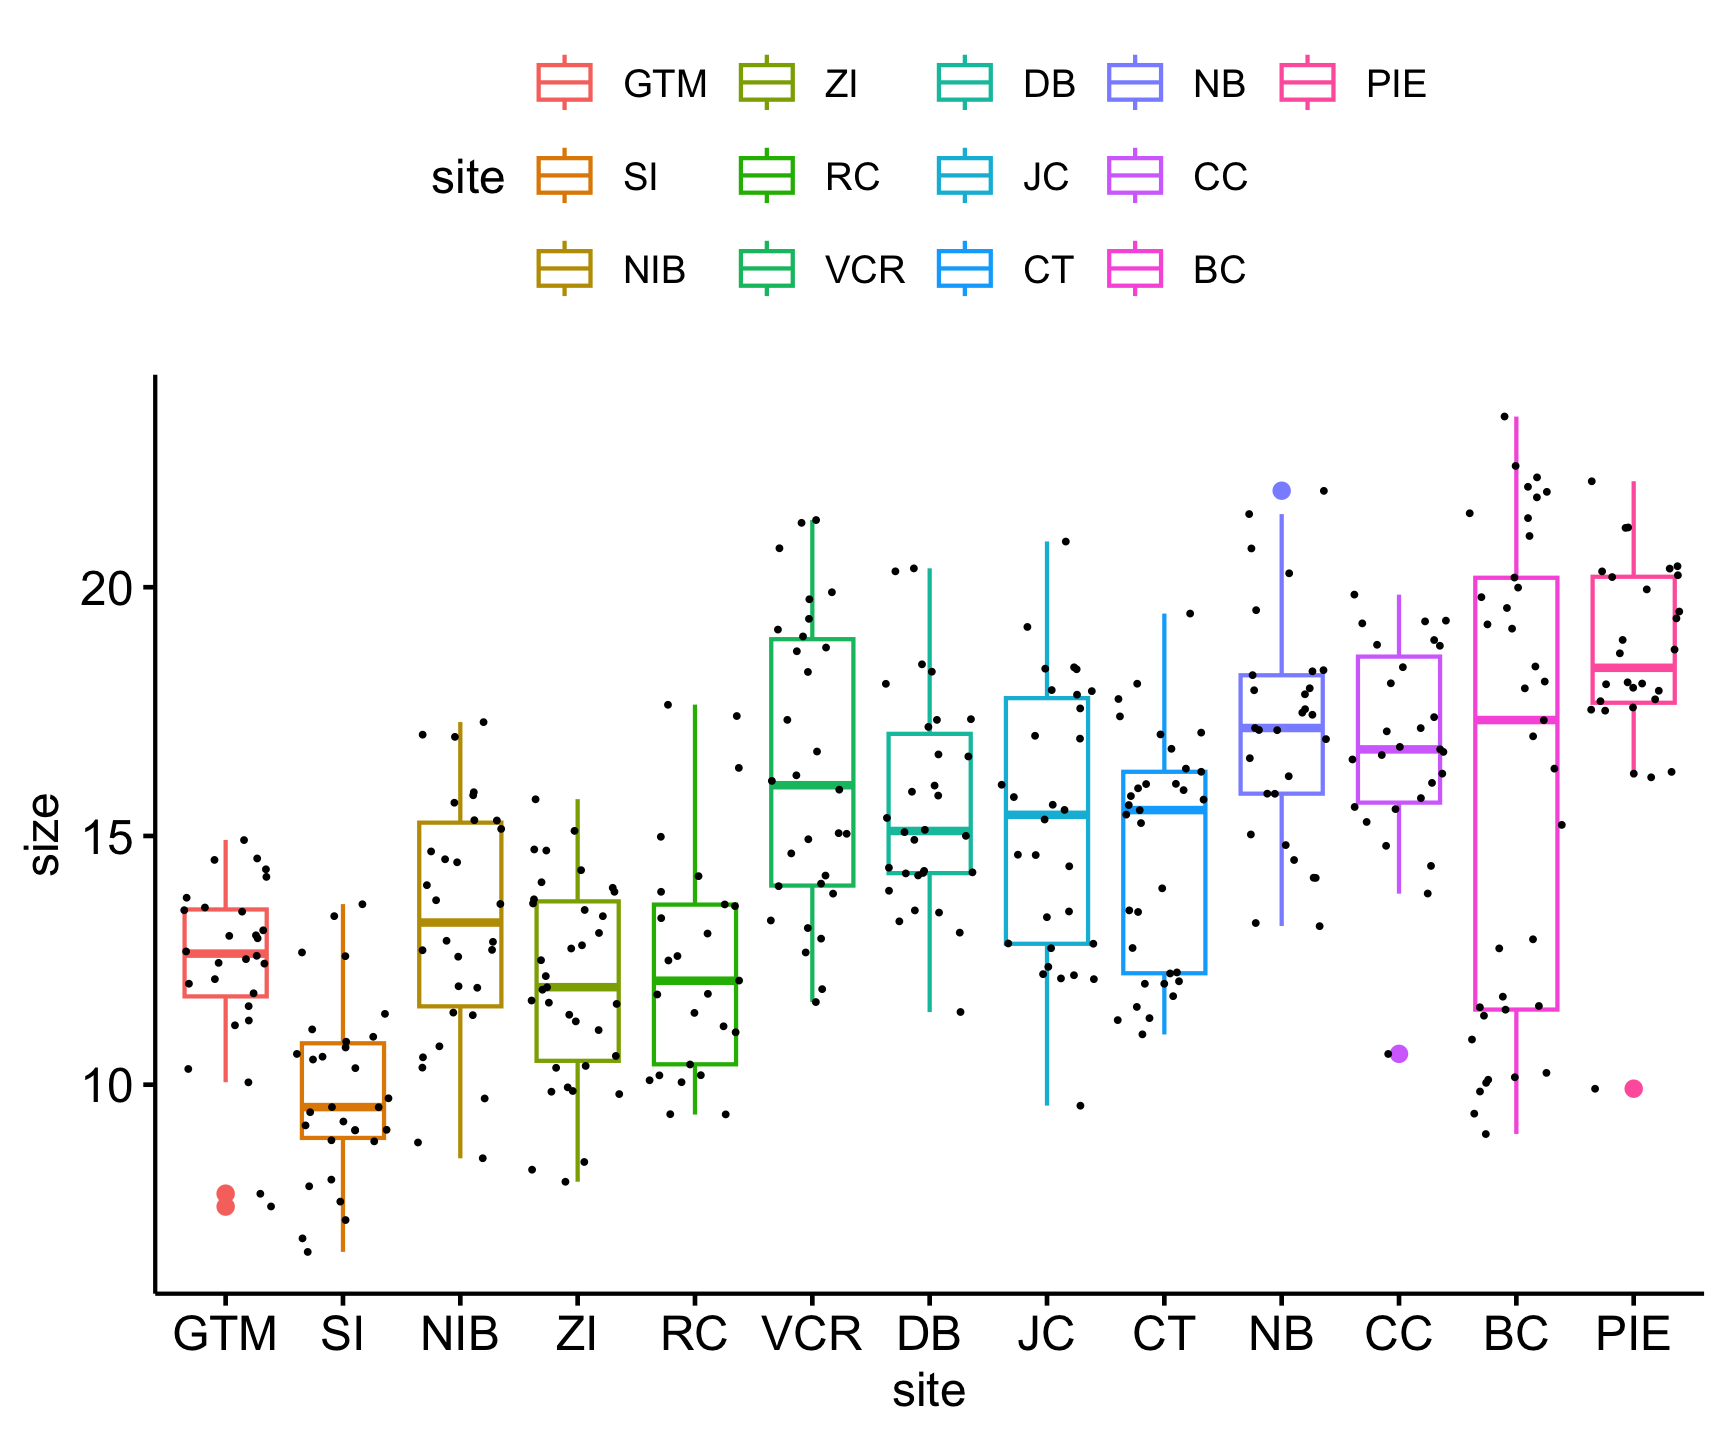 GTM ZI DB NB PIE
site SI RC JC CC
NIB VCR CT BC
20
15
10
size
GTM SI NIB ZI RC VCR DB JC CT NB CC BC PIE
site